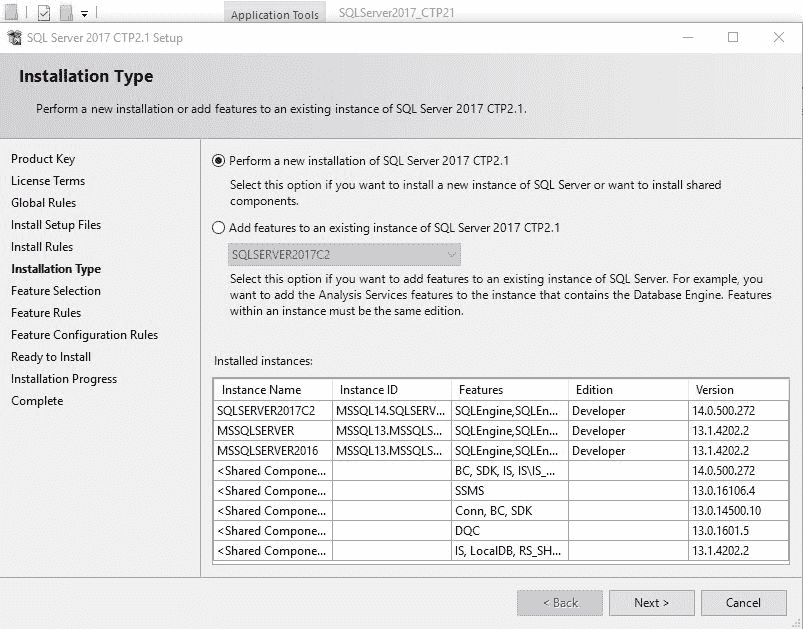 Application Tools SQLServer2017_CTP21
SQL Server 2017 CTP2.1 Setup
Installation Type
Perform a new installation or add features to an existing instance of SQL Server 2017 CTP2.1.
Product Key
License Terms
Global Rules
Install Setup Files
Install Rules
Installation Type
Feature Selection
Feature Rules
Feature Configuration Rules
Ready to Install
Installation Progress
Complete
Perform a new installation of SQL Server 2017 CTP2.1
Select this option if you want to install a new instance of SQL Server or want to install shared
components.
Add features to an existing instance of SQL Server 2017 CTP2.1
SQLSERVER2017C2
Select this option if you want to add features to an existing instance of SQL Server. For example, you
want to add the Analysis Services features to the instance that contains the Database Engine. Features
within an instance must be the same edition.
Installed instances:
Instance Name Instance ID Features Edition Version
SQLSERVER2017C2 MSSQL14.SQLSERV... SQLEngine,SQLEn... Developer 14.0.500.272
MSSQLSERVER MSSQL13.MSSQLS... SQLEngine,SQLEn... Developer 13.1.4202.2
MSSQLSERVER2016 MSSQL13.MSSQLS... SQLEngine,SQLEn... Developer 13.1.4202.2
<Shared Compone... BC, SDK, IS, IS\IS_... 14.0.500.272
<Shared Compone... SSMS 13.0.16106.4
<Shared Compone... Conn, BC, SDK 13.0.14500.10
<Shared Compone... DQC 13.0.1601.5
<Shared Compone... IS, LocalDB, RS_SH... 13.1.4202.2
< Back Next > Cancel